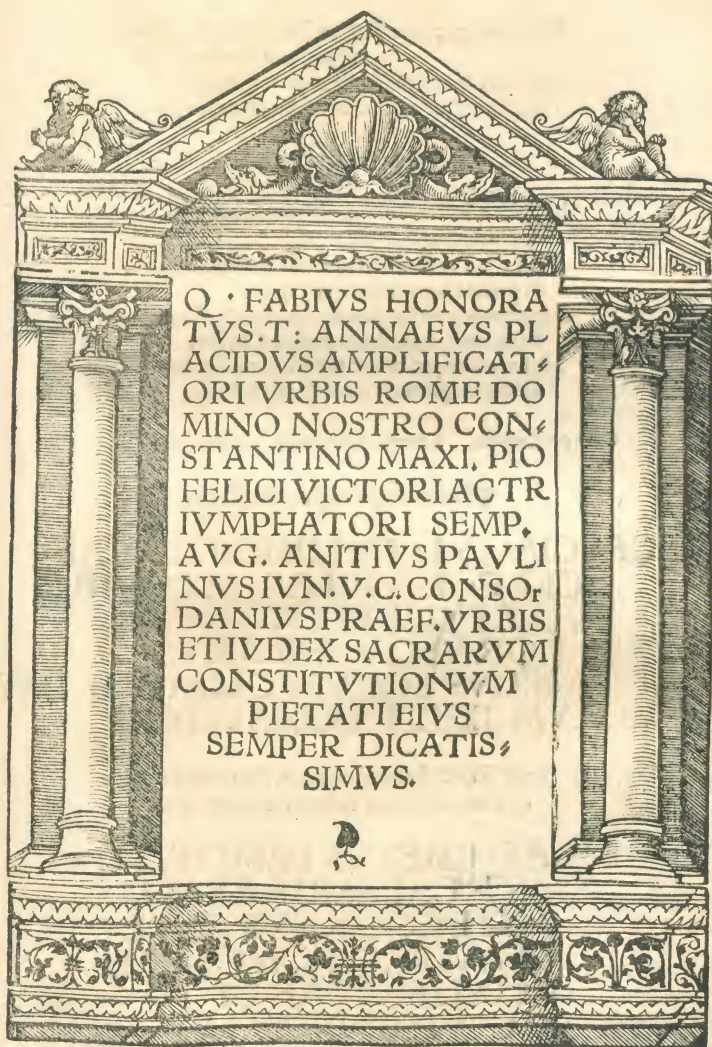 Q · FABIVS HONORA
TVS.T: ANNAEVS PL
ACIDVS AMPLIFICAT⸗
ORI VRBIS ROME DO
MINO NOSTRO CON⸗
STANTINO MAXI. PIO
FELICI VICTORI AC TR
IVMPHATORI SEMP.
AVG. ANITIVS PAVLI
NVS IVN.V.C. CONSOr
DANIVS PRAEF.VRBIS
ET IVDEX SACRARVM
CONSTITVTIONVM
PIETATI EIVS
SEMPER DICATIS⸗
SIMVS.